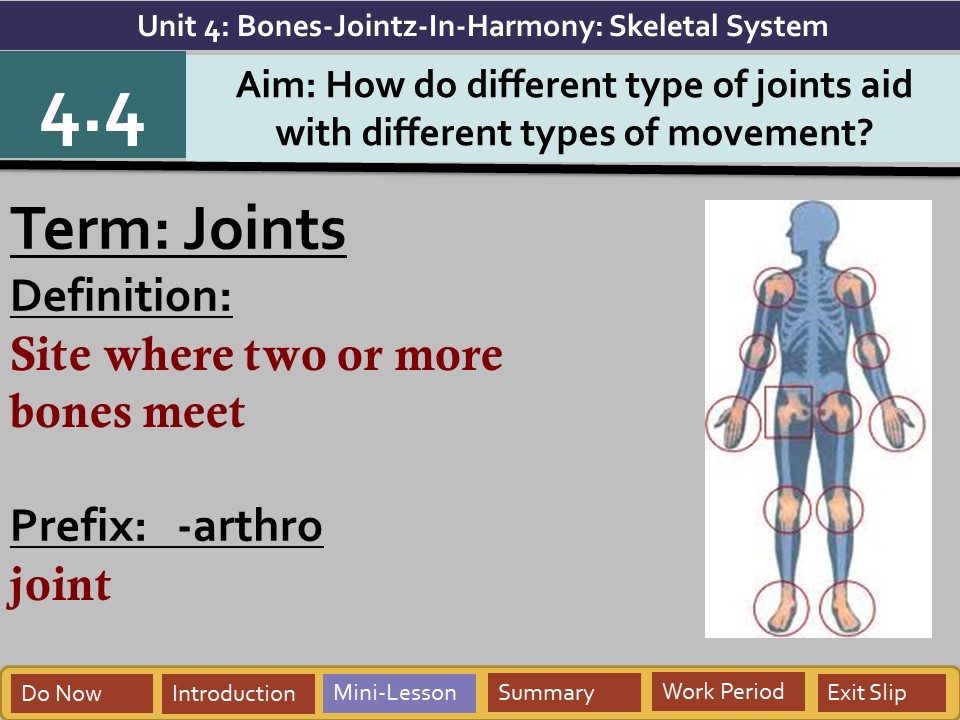 Unit 4: Bones-Jointz-In-Harmony: Skeletal System
4.4
Aim: How do different type of joints aid
with different types of movement?
Term: Joints
Definition:
Site where two or more
bones meet
Prefix: -arthro
joint
Do Now
Introduction
Mini-Lesson
Summary
Work Period
Exit Slip